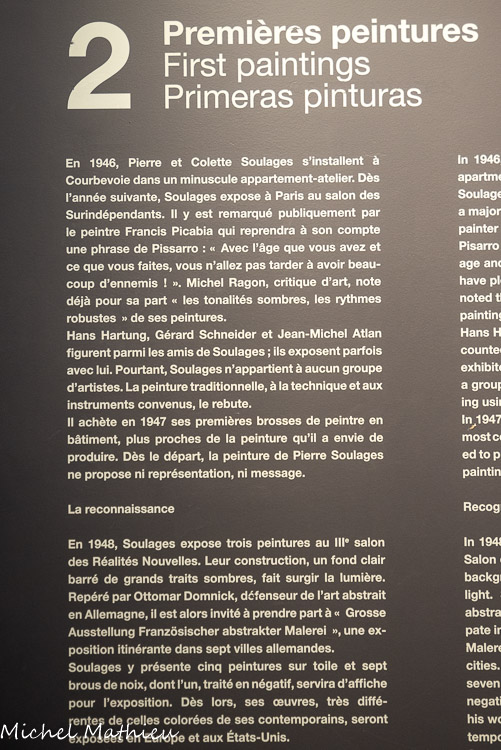 2
Premières peintures
First paintings
Primeras pinturas
En 1946, Pierre et Colette Soulages s'installent à
Courbevoie dans un minuscule appartement-atelier. Dès
l'année suivante, Soulages expose à Paris au salon des
Surindépendants. Il y est remarqué publiquement par
le peintre Francis Picabia qui reprendra à son compte
une phrase de Pissarro : « Avec l'âge que vous avez et
ce que vous faites, vous n'allez pas tarder à avoir beau-
coup d'ennemis ! ». Michel Ragon, critique d'art, note
déjà pour sa part « les tonalités sombres, les rythmes
robustes » de ses peintures.
Hans Hartung, Gérard Schneider et Jean-Michel Atlan
figurent parmi les amis de Soulages ; ils exposent parfois
avec lui. Pourtant, Soulages n'appartient à aucun groupe
d'artistes. La peinture traditionnelle, à la technique et aux
instruments convenus, le rebute.
Il achète en 1947 ses premières brosses de peintre en
bâtiment, plus proches de la peinture qu'il a envie de
produire. Dès le départ, la peinture de Pierre Soulages
ne propose ni représentation, ni message.
La reconnaissance
En 1948, Soulages expose trois peintures au IIIe salon
des Réalités Nouvelles. Leur construction, un fond clair
barré de grands traits sombres, fait surgir la lumière.
Repéré par Ottomar Domnick, défenseur de l'art abstrait
en Allemagne, il est alors invité à prendre part à « Grosse
Ausstellung Französischer abstrakter Malerei », une ex-
position itinérante dans sept villes allemandes.
Soulages y présente cinq peintures sur toile et sept
brous de noix, dont l'un, traité en négatif, servira d'affiche
pour l'exposition. Dès lors, ses œuvres, très diffé-
rentes de celles colorées de ses contemporains, seront
exposées en Europe et aux États-Unis.
In 1946
apartme
Soulage
a major
painter
Pisarro
age and
have pl
noted th
painting
Hans H
counte
exhibite
a group
ing usin
In 1947
most co
ed to p
paintin
Recog
In 194
Salon
backg
light.
abstra
pate i
Malere
cities.
seven
negati
his wo
tempo
Michel Mathieu